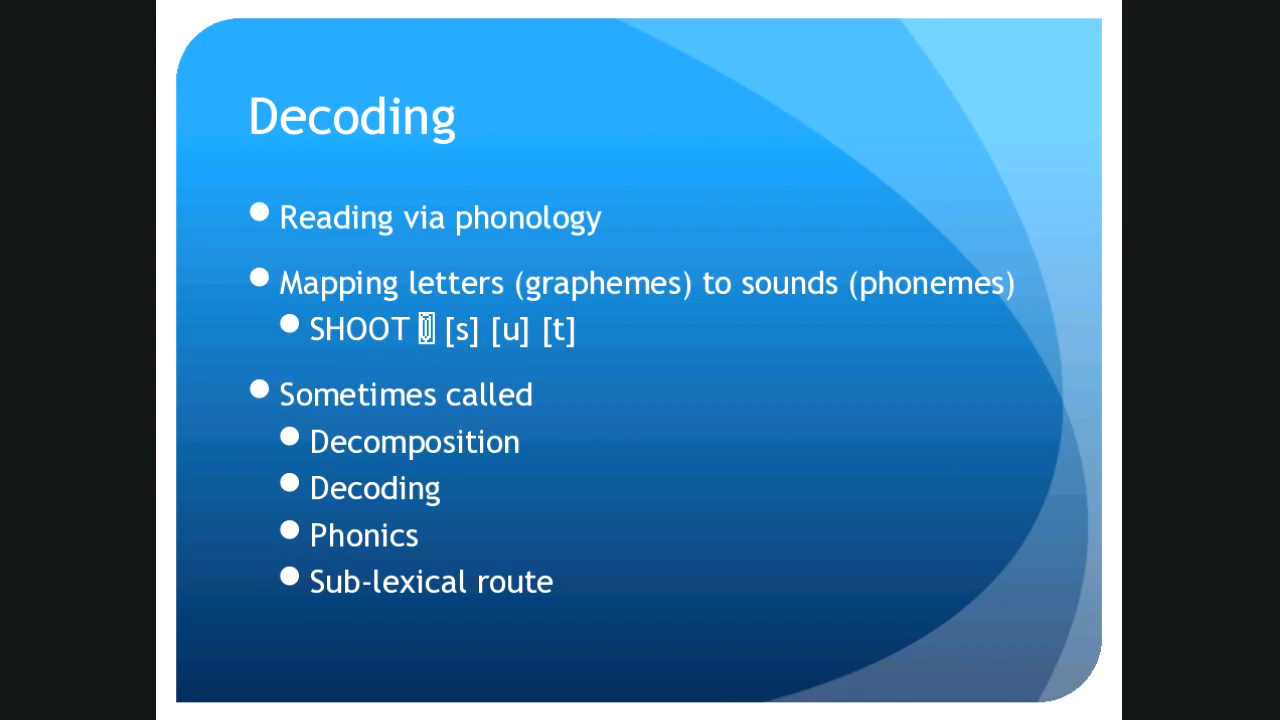 Decoding
Reading via phonology
Mapping letters (graphemes) to sounds (phonemes)
SHOOT [s] [u] [t]
Sometimes called
Decomposition
Decoding
Phonics
Sub-lexical route